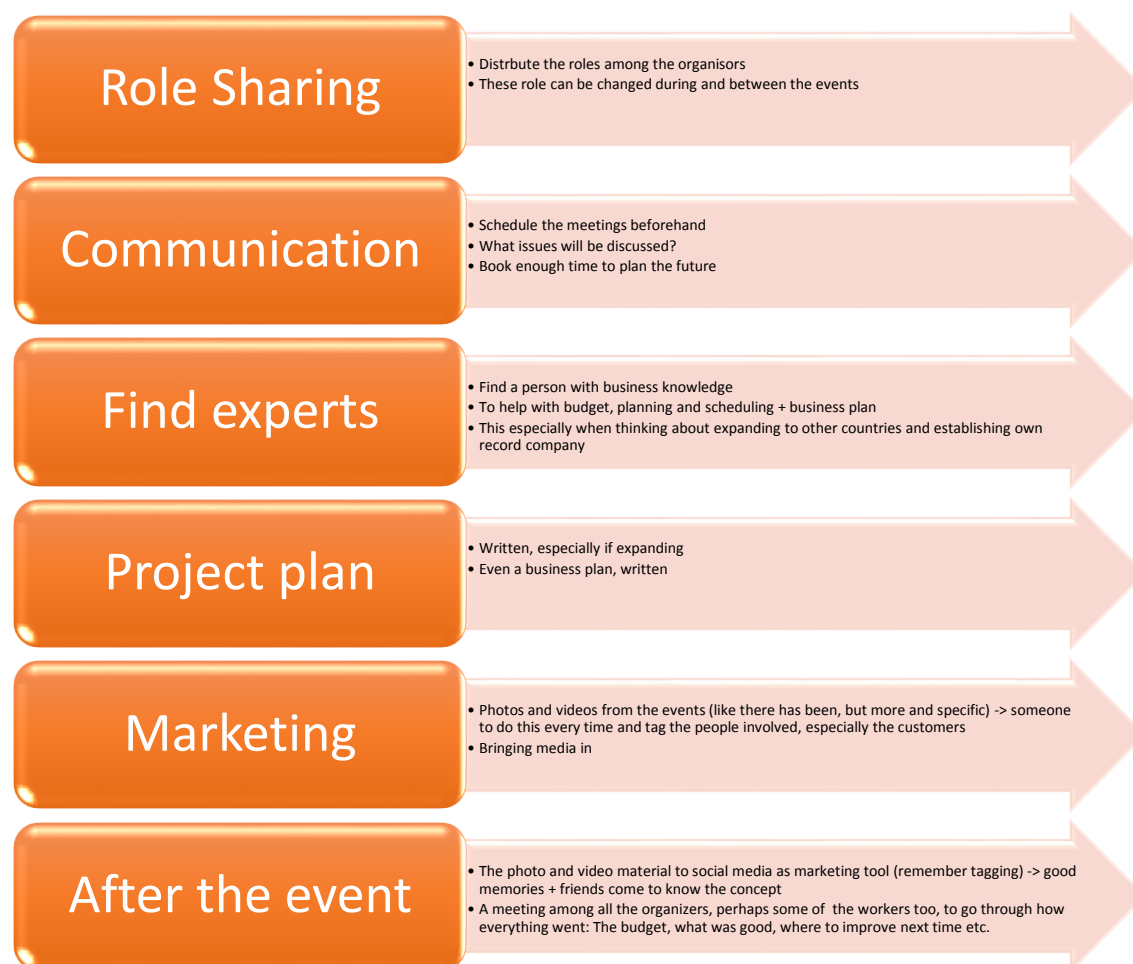 Role Sharing
• Distrbute the roles among the organisors
• These role can be changed during and between the events
Communication
• Schedule the meetings beforehand
• What issues will be discussed?
• Book enough time to plan the future
Find experts
• Find a person with business knowledge
• To help with budget, planning and scheduling + business plan
• This especially when thinking about expanding to other countries and establishing own
record company
Project plan
• Written, especially if expanding
• Even a business plan, written
Marketing
• Photos and videos from the events (like there has been, but more and specific) -> someone
to do this every time and tag the people involved, especially the customers
• Bringing media in
After the event
• The photo and video material to social media as marketing tool (remember tagging) -> good
memories + friends come to know the concept
• A meeting among all the organizers, perhaps some of the workers too, to go through how
everything went: The budget, what was good, where to improve next time etc.